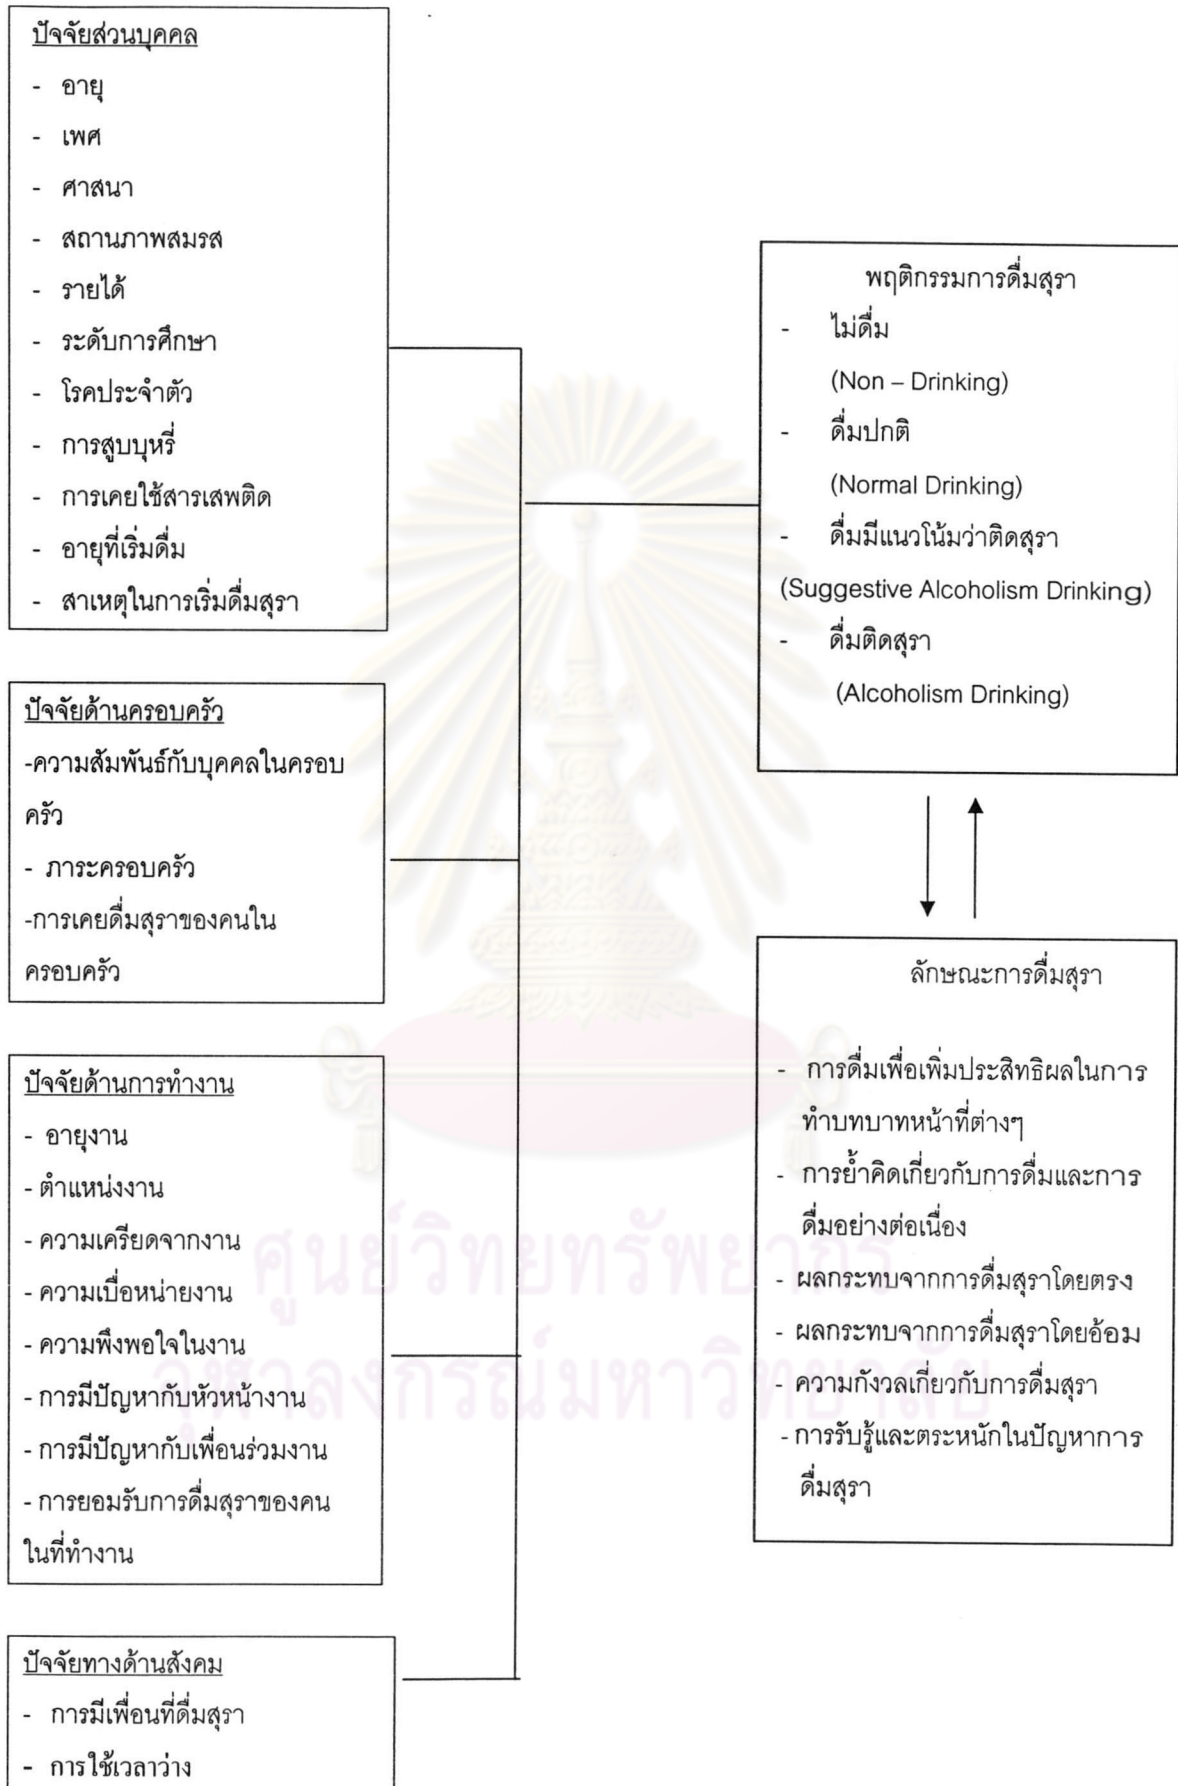 ปัจจัยส่วนบุคคล
- อายุ
- เพศ
- ศาสนา
- สถานภาพสมรส
- รายได้
- ระดับการศึกษา
- โรคประจำตัว
- การสูบบุหรี่
- การเคยใช้สารเสพติด
- อายุที่เริ่มดื่ม
- สาเหตุในการเริ่มดื่มสุรา
ปัจจัยด้านครอบครัว
-ความสัมพันธ์กับบุคคลในครอบ
ครัว
- ภาระครอบครัว
-การเคยดื่มสุราของคนใน
ครอบครัว
ปัจจัยด้านการทำงาน
- อายุงาน
- ตำแหน่งงาน
- ความเครียดจากงาน
- ความเบื่อหน่ายงาน
- ความพึงพอใจในงาน
- การมีปัญหากับหัวหน้างาน
- การมีปัญหากับเพื่อนร่วมงาน
- การยอมรับการดื่มสุราของคน
ในที่ทำงาน
ปัจจัยทางด้านสังคม
- การมีเพื่อนที่ดื่มสุรา
- การใช้เวลาว่าง
พฤติกรรมการดื่มสุรา
- ไม่ดื่ม
(Non – Drinking)
- ดื่มปกติ
(Normal Drinking)
- ดื่มมีแนวโน้มว่าติดสุรา
(Suggestive Alcoholism Drinking)
- ดื่มติดสุรา
(Alcoholism Drinking)
ลักษณะการดื่มสุรา
- การดื่มเพื่อเพิ่มประสิทธิผลในการ
ทำบทบาทหน้าที่ต่างๆ
- การย้ำคิดเกี่ยวกับการดื่มและการ
ดื่มอย่างต่อเนื่อง
- ผลกระทบจากการดื่มสุราโดยตรง
- ผลกระทบจากการดื่มสุราโดยอ้อม
- ความกังวลเกี่ยวกับการดื่มสุรา
- การรับรู้และตระหนักในปัญหาการ
ดื่มสุรา
ศูนย์วิทยทรัพยากร
จุฬาลงกรณ์มหาวิทยาลัย